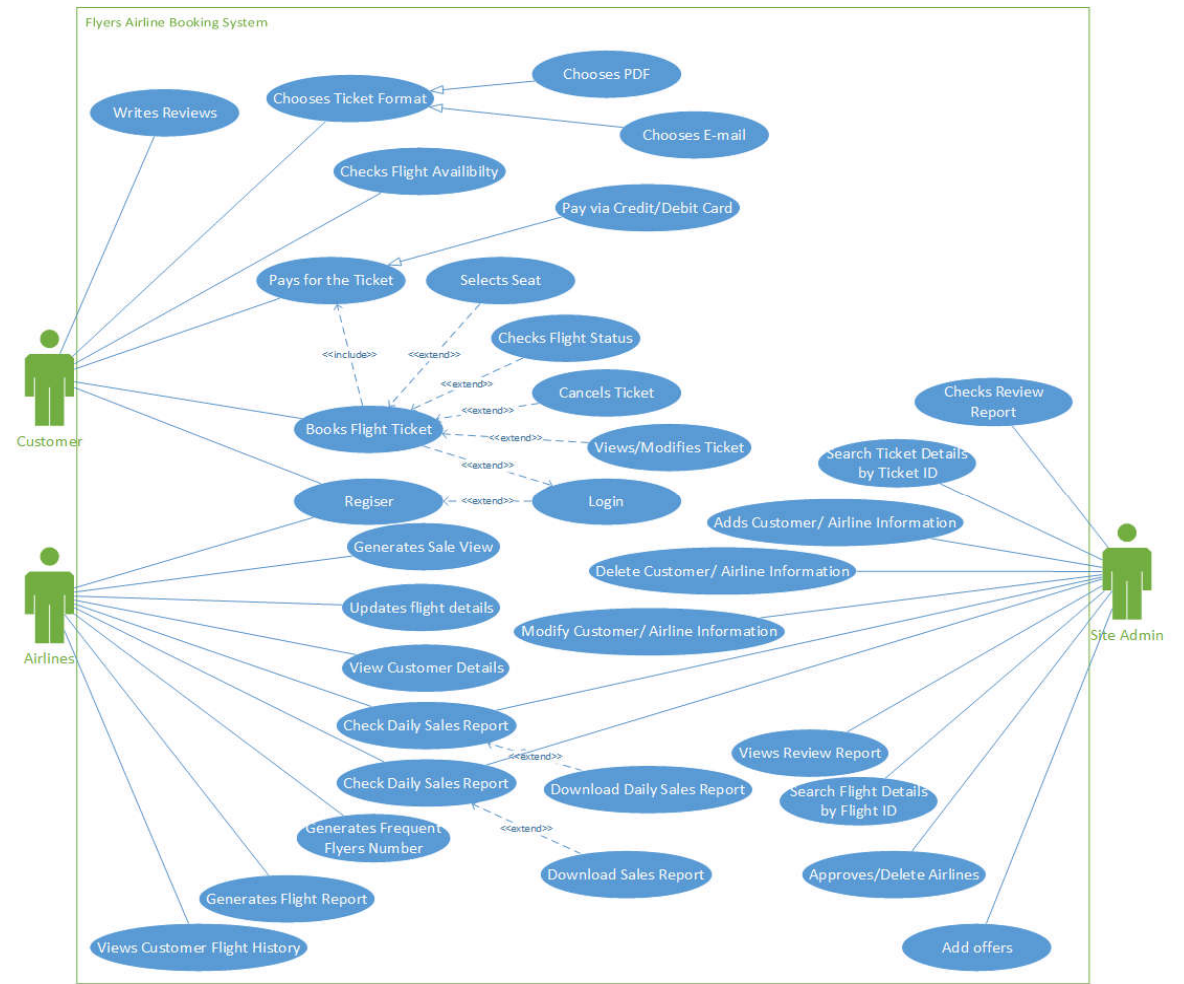 Flyers Airline Booking System
Chooses PDF
Chooses Ticket Format
Writes Reviews
Chooses E-mail
Checks Flight Availibilty
Pay via Credit/Debit Card
Pays for the Ticket
Selects Seat
Checks Flight Status
<<include>>
<<extend>>
<<extend>>
Cancels Ticket
Checks Review
Report
<<extend>>
Books Flight Ticket
Customer
<<extend>>
Views/Modifies Ticket
Search Ticket Details
by Ticket ID
<<extend>>
Regiser
<<extend>>
Login
Adds Customer/ Airline Information
Generates Sale View
Delete Customer/ Airline Information
Updates flight details
Modify Customer/ Airline Information
Site Admin
Airlines
View Customer Details
Check Daily Sales Report
<<extend>>
Views Review Report
Check Daily Sales Report
Download Daily Sales Report
Search Flight Details
by Flight ID
Generates Frequent
Flyers Number
<<extend>>
Download Sales Report
Approves/Delete Airlines
Generates Flight Report
Views Customer Flight History
Add offers